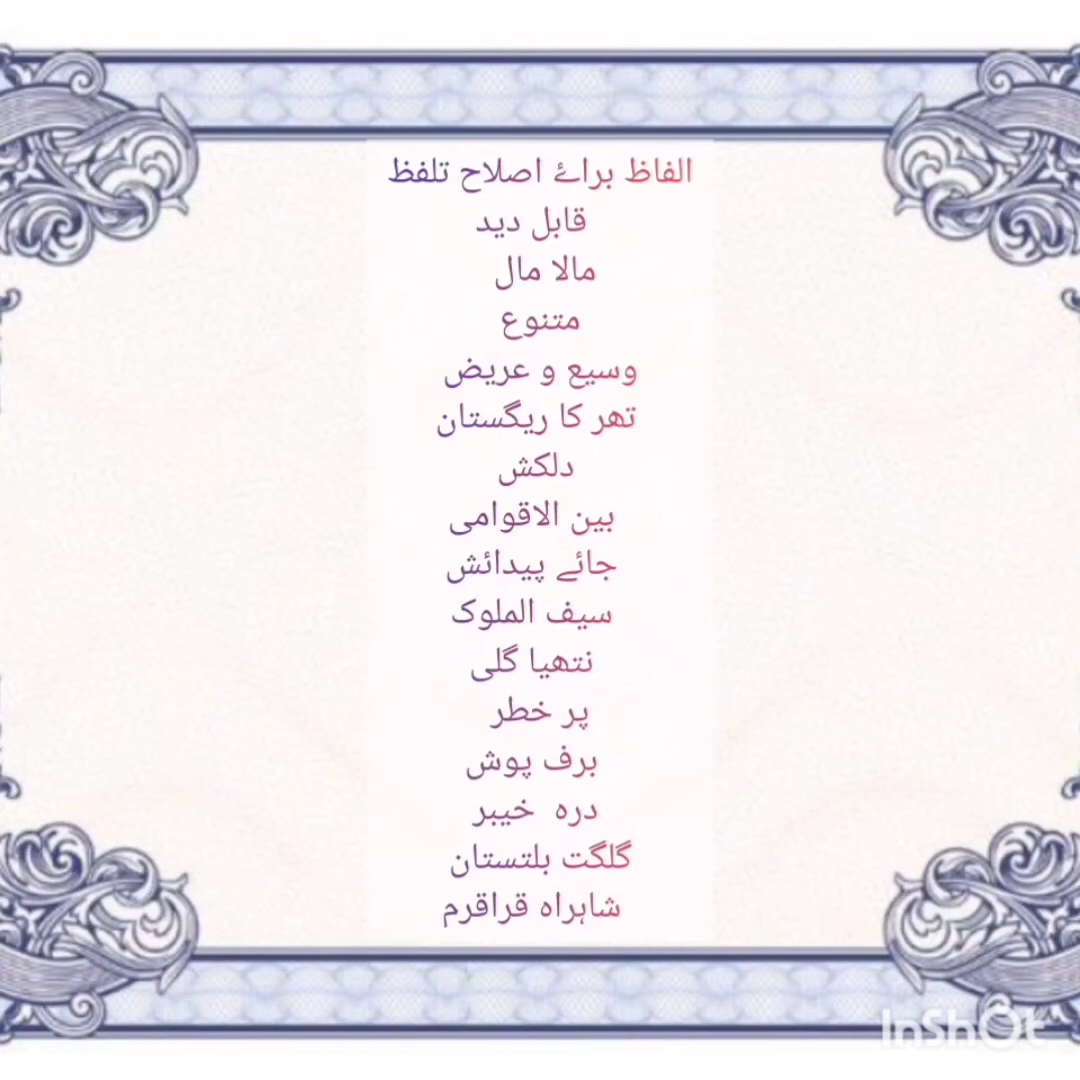 الفاظ برائے اصلاح تلفظ
قابل دید
مالا مال
متنوع
وسیع و عریض
تھر کا ریگستان
دلکش
بین الاقوامی
جائے پیدائش
سیف الملوک
نتھیا گلی
پر خطر
برف پوش
درہ خیبر
گلگت بلتستان
شاہراہ قراقرم
InShOt